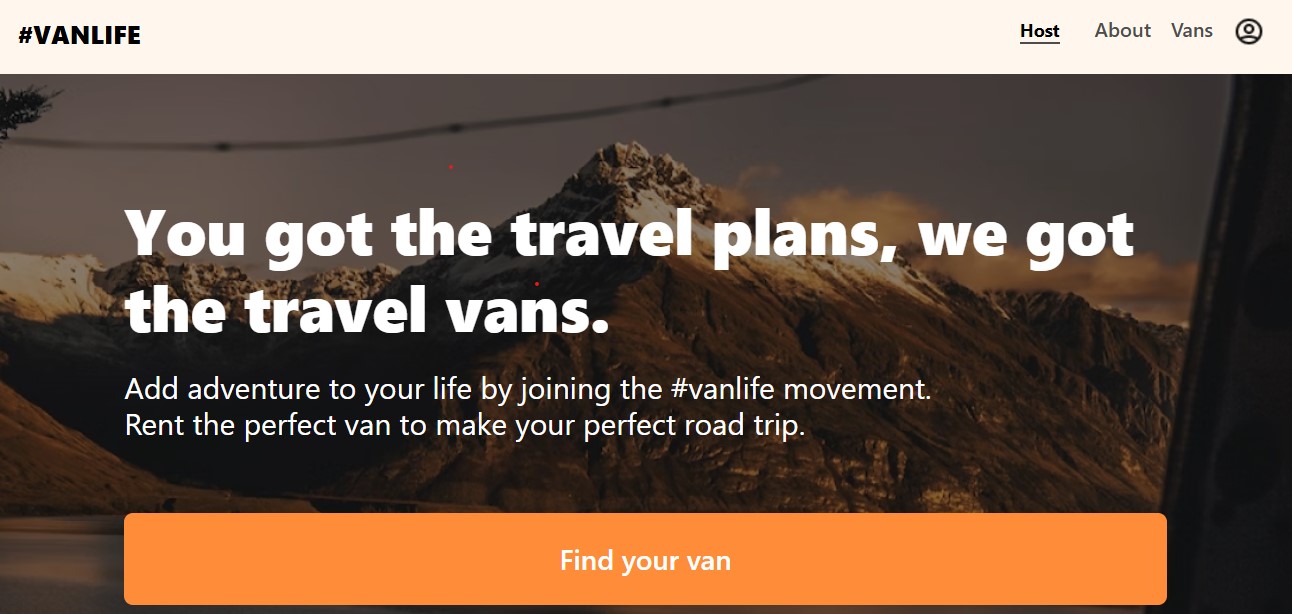 #VANLIFE
Host About Vans
You got the travel plans, we got
the travel vans.
Add adventure to your life by joining the #vanlife movement.
Rent the perfect van to make your perfect road trip.
Find your van